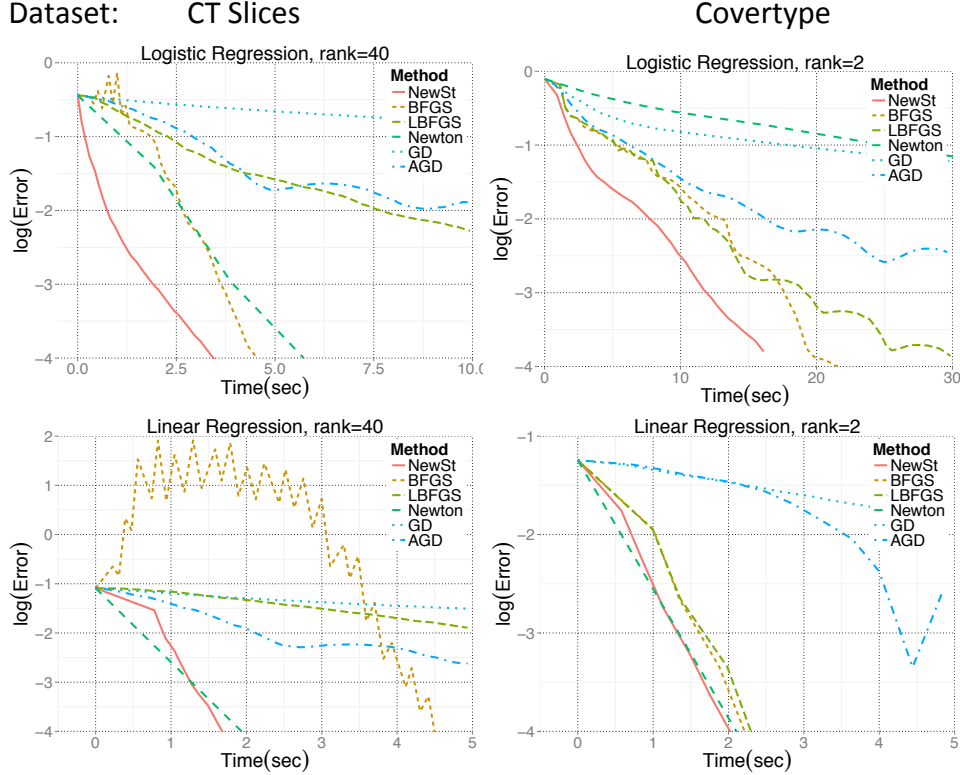 Dataset: CT Slices Covertype
Logistic Regression, rank=40
0
−1
−2
−3
−4
log(Error)
0.0 2.5 5.0 7.5 10.0
Time(sec)
Method
NewSt
BFGS
LBFGS
Newton
GD
AGD
Logistic Regression, rank=2
0
−1
−2
−3
−4
log(Error)
0 10 20 30
Time(sec)
Method
NewSt
BFGS
LBFGS
Newton
GD
AGD
Linear Regression, rank=40
2
1
0
−1
−2
−3
−4
log(Error)
0 1 2 3 4 5
Time(sec)
Method
NewSt
BFGS
LBFGS
Newton
GD
AGD
Linear Regression, rank=2
−1
−2
−3
−4
log(Error)
0 1 2 3 4 5
Time(sec)
Method
NewSt
BFGS
LBFGS
Newton
GD
AGD